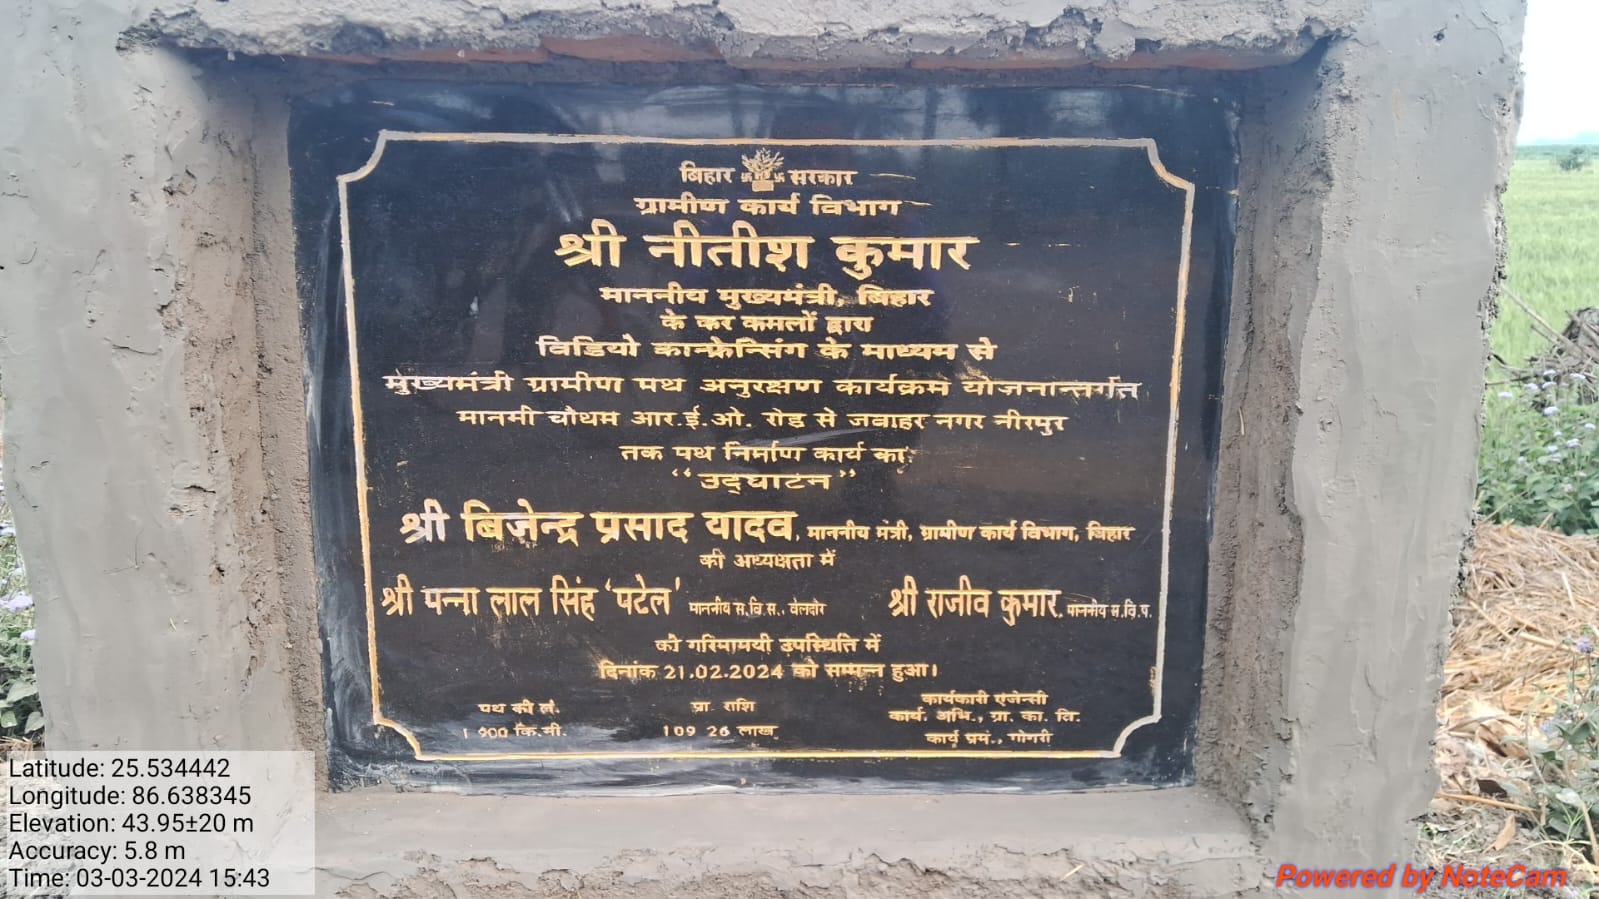 बिहार सरकार
ग्रामीण कार्य विभाग
श्री नीतीश कुमार
माननीय मुख्यमंत्री, बिहार
के कर कमलों द्वारा
विडियो कान्फ्रेन्सिंग के माध्यम से
मुख्यमंत्री ग्रामीण पथ अनुरक्षण कार्यक्रम योजनान्तर्गत
मानसी चौथम आर.ई.ओ. रोड से जवाहर नगर नीरपुर
तक पथ निर्माण कार्य का
“उद्घाटन”
श्री बिजेन्द्र प्रसाद यादव, माननीय मंत्री, ग्रामीण कार्य विभाग, बिहार
की अध्यक्षता में
श्री पन्ना लाल सिंह 'पटेल' माननीय स.वि.स., बेलदौर
श्री राजीव कुमार, माननीय स.वि.प.
की गरिमामयी उपस्थिति में
दिनांक 21.02.2024 को सम्पन्न हुआ।
पथ की लं.
1.900 कि.मी.
प्रा. राशि
109.26 लाख
कार्यकारी एजेन्सी
कार्य. अभि., ग्रा. का. वि.
कार्य प्रमं., गोगरी
Latitude: 25.534442
Longitude: 86.638345
Elevation: 43.95±20 m
Accuracy: 5.8 m
Time: 03-03-2024 15:43
Powered by NoteCam